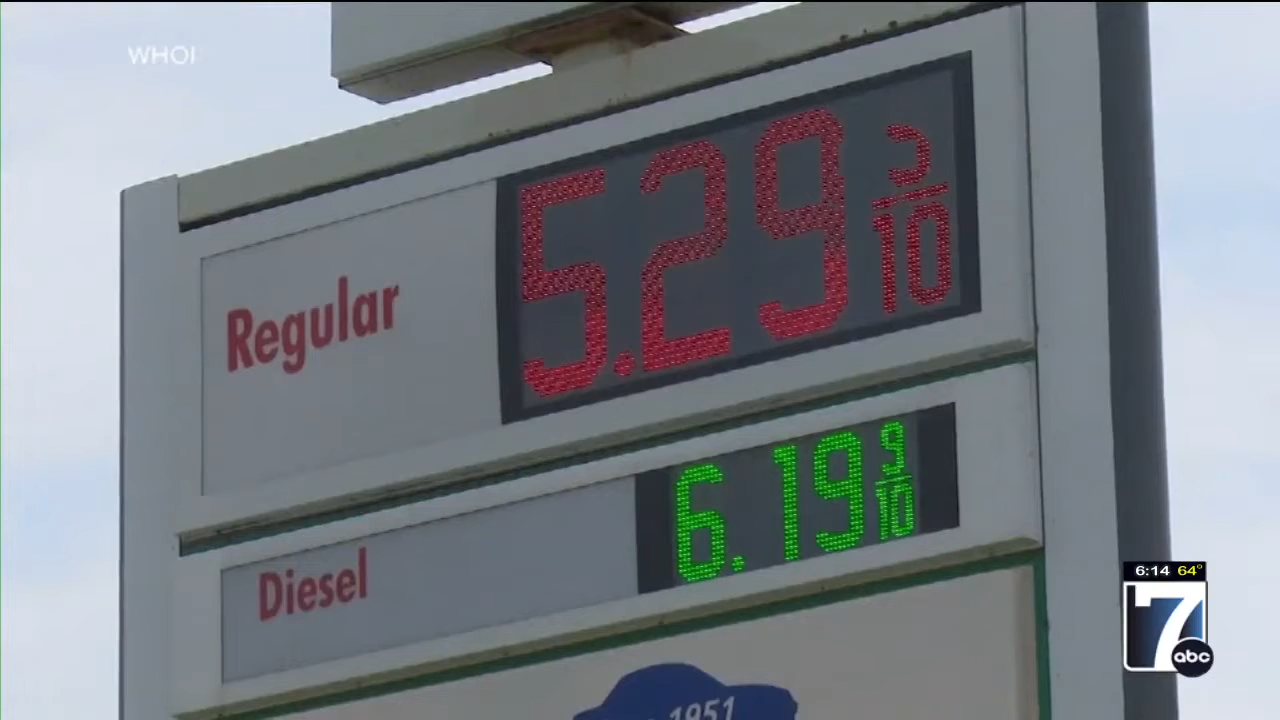 WHOI
Regular 5.29 9/10
Diesel 6.19 9/10
1951
6:14 64°
7
abc